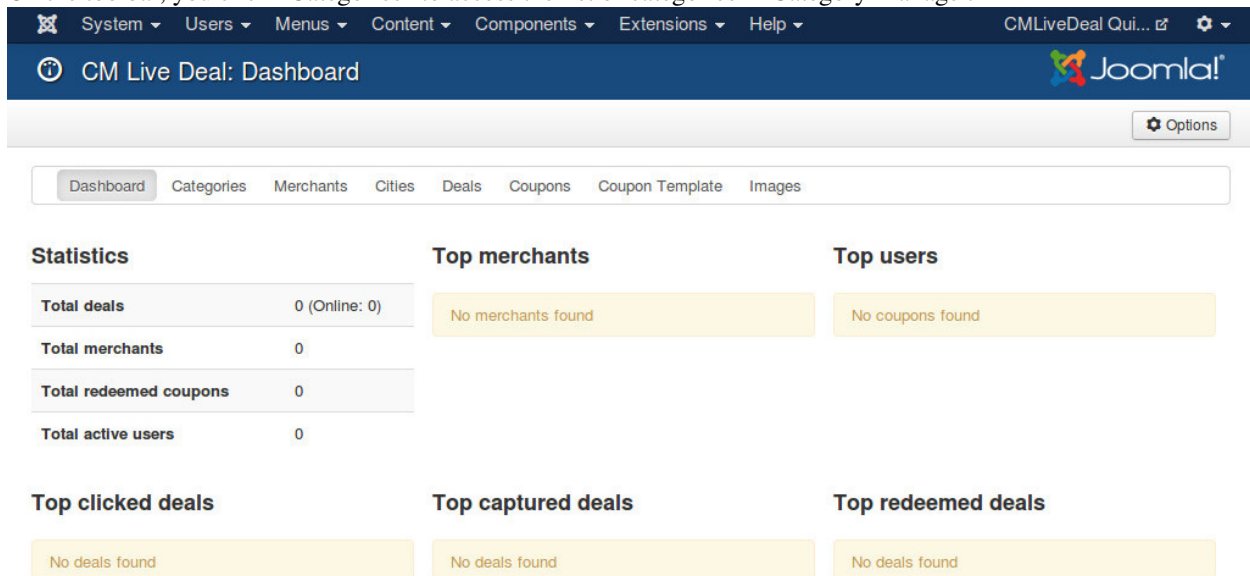 System Users Menus Content Components Extensions Help CMLiveDeal Qui...
CM Live Deal: Dashboard Joomla!
Options
Dashboard Categories Merchants Cities Deals Coupons Coupon Template Images
Statistics
Total deals 0 (Online: 0)
Total merchants 0
Total redeemed coupons 0
Total active users 0
Top merchants
No merchants found
Top users
No coupons found
Top clicked deals
No deals found
Top captured deals
No deals found
Top redeemed deals
No deals found